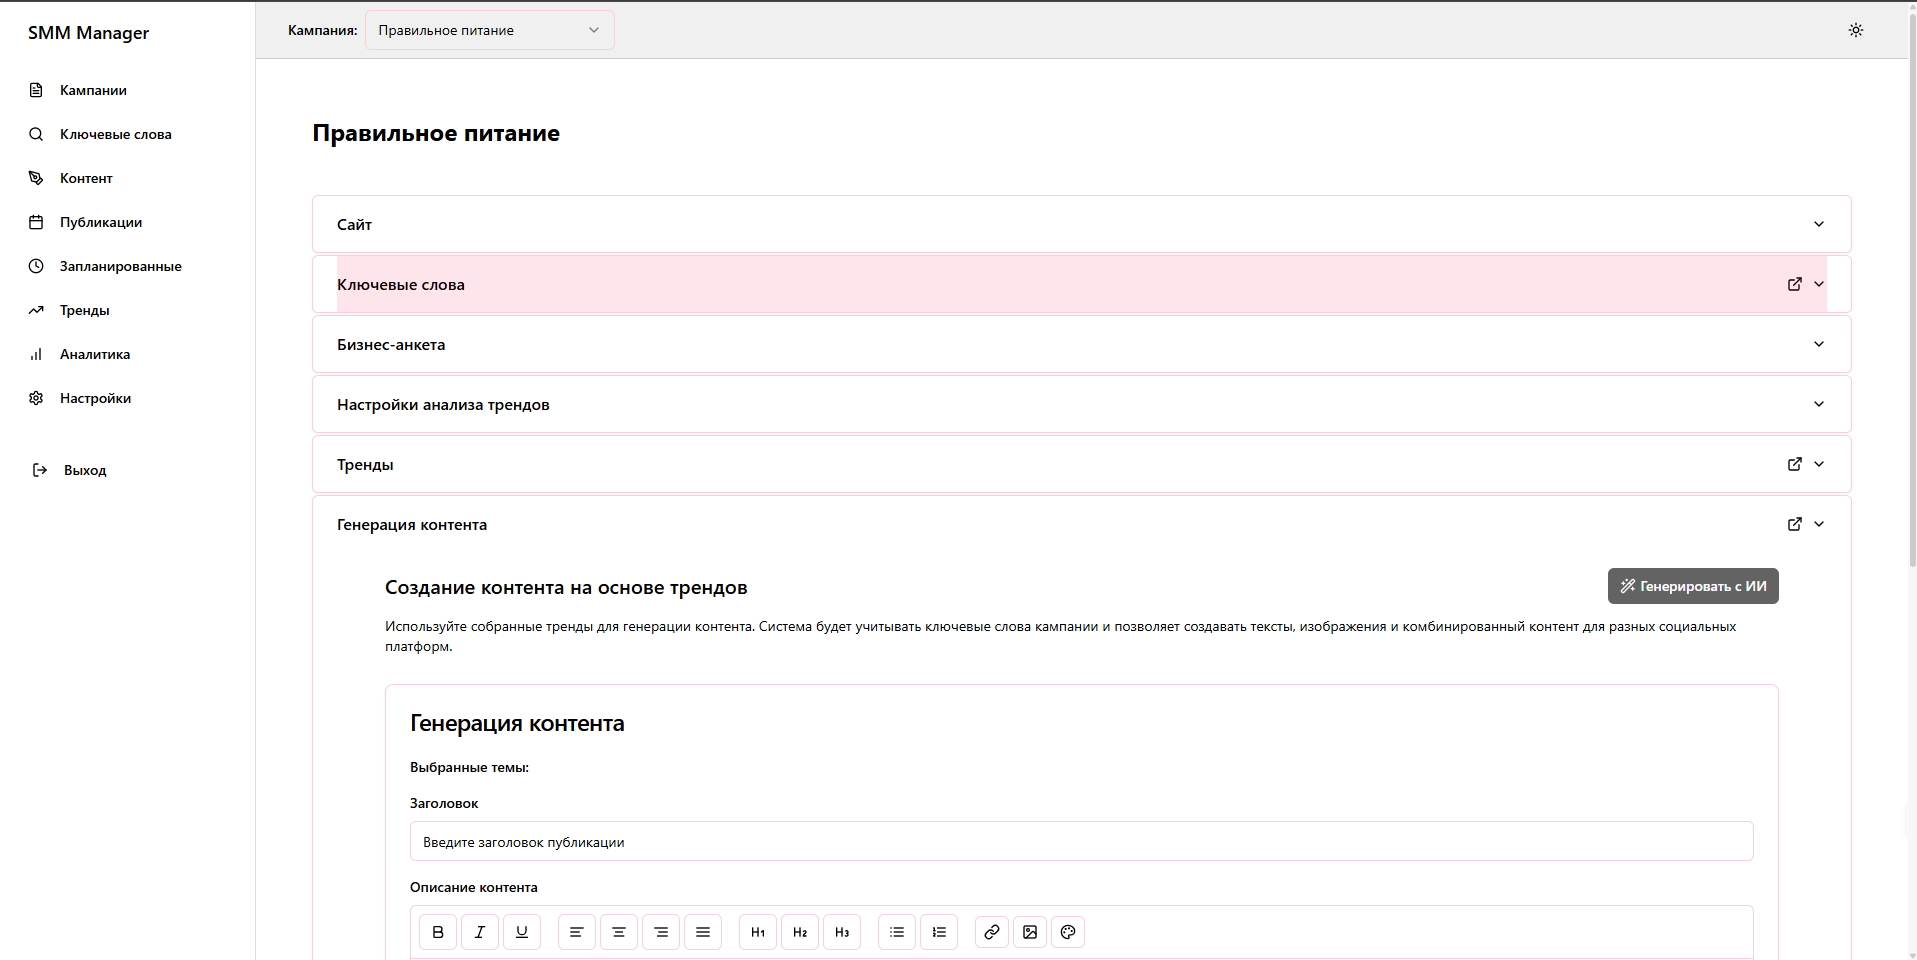 SMM Manager
Кампания: Правильное питание
Кампании
Ключевые слова
Контент
Публикации
Запланированные
Тренды
Аналитика
Настройки
Выход
Правильное питание
Сайт
Ключевые слова
Бизнес-анкета
Настройки анализа трендов
Тренды
Генерация контента
Создание контента на основе трендов
Генерировать с ИИ
Используйте собранные тренды для генерации контента. Система будет учитывать ключевые слова кампании и позволяет создавать тексты, изображения и комбинированный контент для разных социальных
платформ.
Генерация контента
Выбранные темы:
Заголовок
Введите заголовок публикации
Описание контента
B I U H1 H2 H3